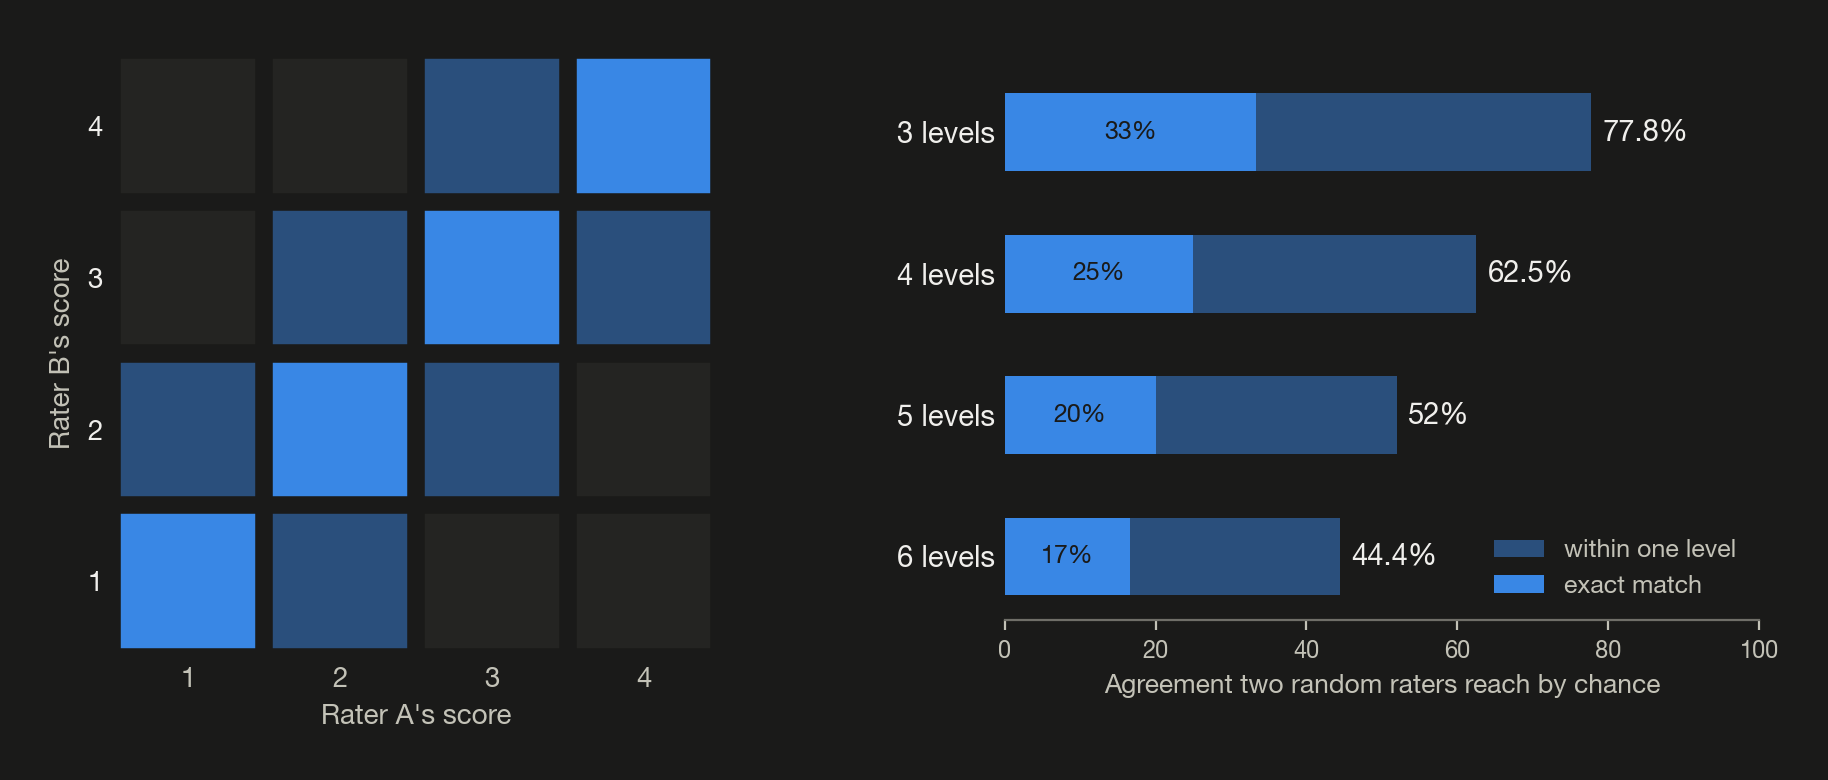 4
3
2
1
Rater B's score
1 2 3 4
Rater A's score
3 levels 33% 77.8%
4 levels 25% 62.5%
5 levels 20% 52%
6 levels 17% 44.4%
within one level
exact match
0 20 40 60 80 100
Agreement two random raters reach by chance